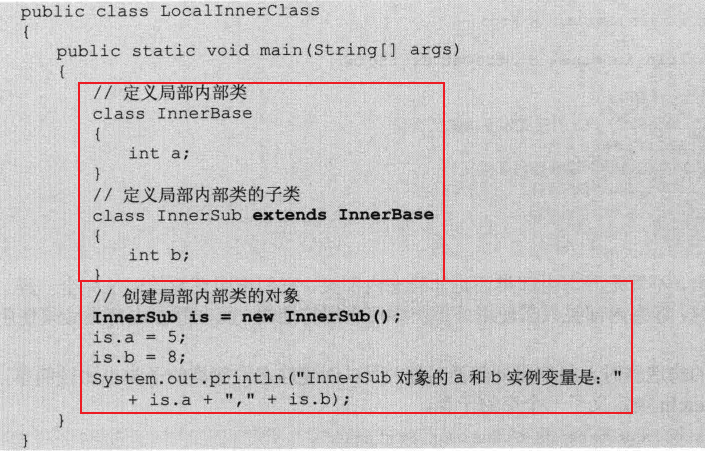 public class LocalInnerClass
{
public static void main(String[] args)
{
// 定义局部内部类
class InnerBase
{
int a;
}
// 定义局部内部类的子类
class InnerSub extends InnerBase
{
int b;
}
// 创建局部内部类的对象
InnerSub is = new InnerSub();
is.a = 5;
is.b = 8;
System.out.println("InnerSub 对象的 a 和 b 实例变量是："
+ is.a + "," + is.b);
}
}